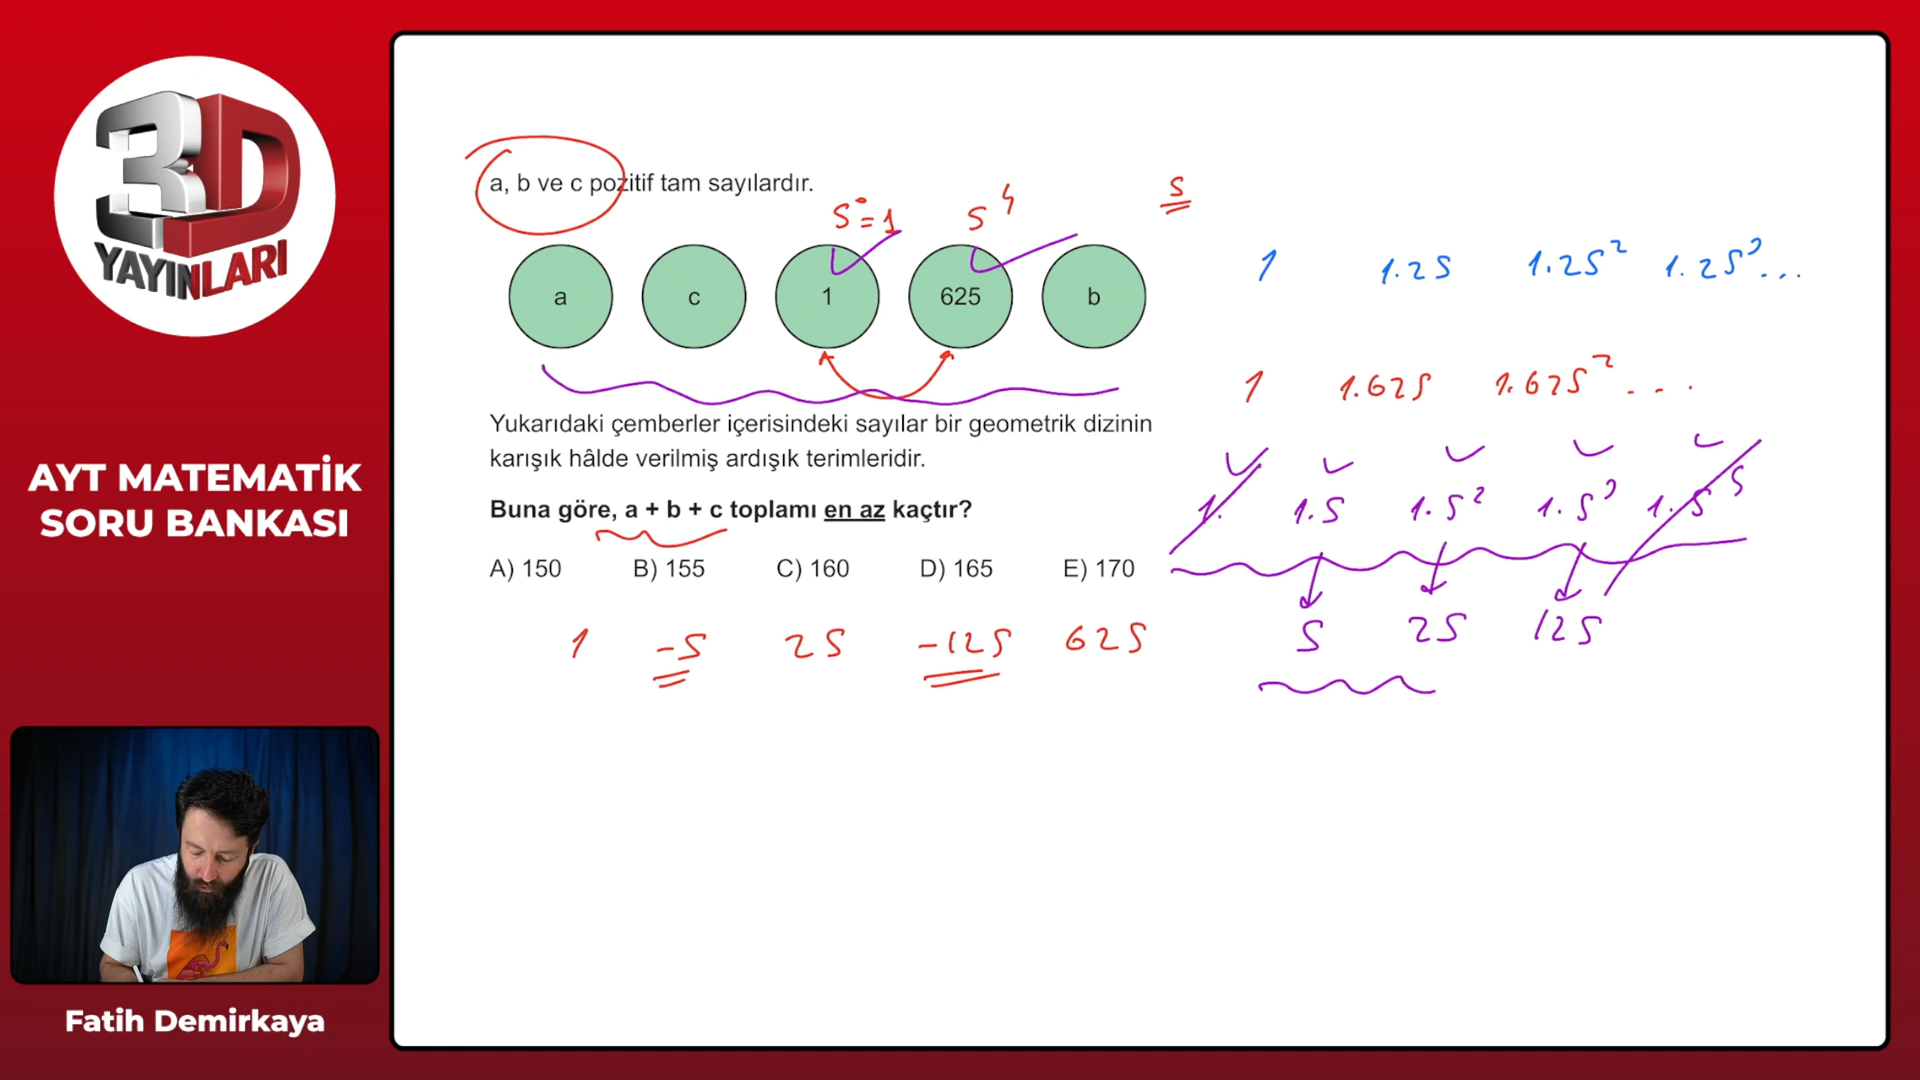 3D
YAYINLARI
AYT MATEMATİK
SORU BANKASI
Fatih Demirkaya
a, b ve c pozitif tam sayılardır.
5⁰ = 1 5⁴ 5
a c 1 625 b
Yukarıdaki çemberler içerisindeki sayılar bir geometrik dizinin
karışık hâlde verilmiş ardışık terimleridir.
Buna göre, a + b + c toplamı en az kaçtır?
A) 150 B) 155 C) 160 D) 165 E) 170
1 -5 25 -125 625
1 1.25 1.25² 1.25³...
1 1.625 1.625² ...
1. 1.5 1.5² 1.5³ 1.5⁵
5 25 125